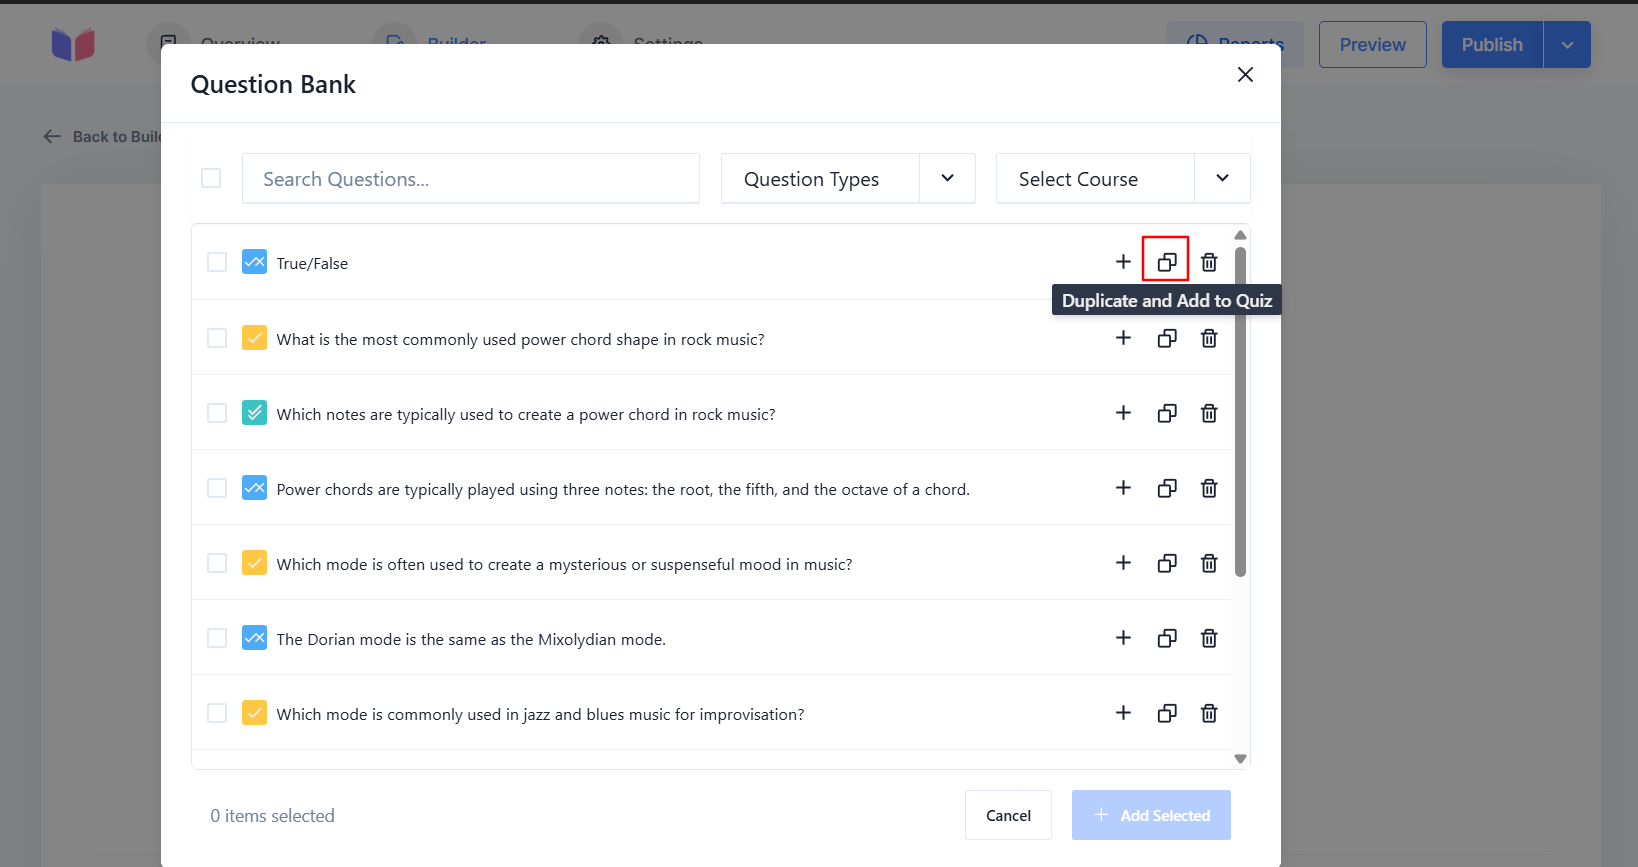 Overview
Builder
Settings
Reports
Preview
Publish
Question Bank
Back to Buil
Search Questions...
Question Types
Select Course
True/False
Duplicate and Add to Quiz
What is the most commonly used power chord shape in rock music?
Which notes are typically used to create a power chord in rock music?
Power chords are typically played using three notes: the root, the fifth, and the octave of a chord.
Which mode is often used to create a mysterious or suspenseful mood in music?
The Dorian mode is the same as the Mixolydian mode.
Which mode is commonly used in jazz and blues music for improvisation?
0 items selected
Cancel
Add Selected